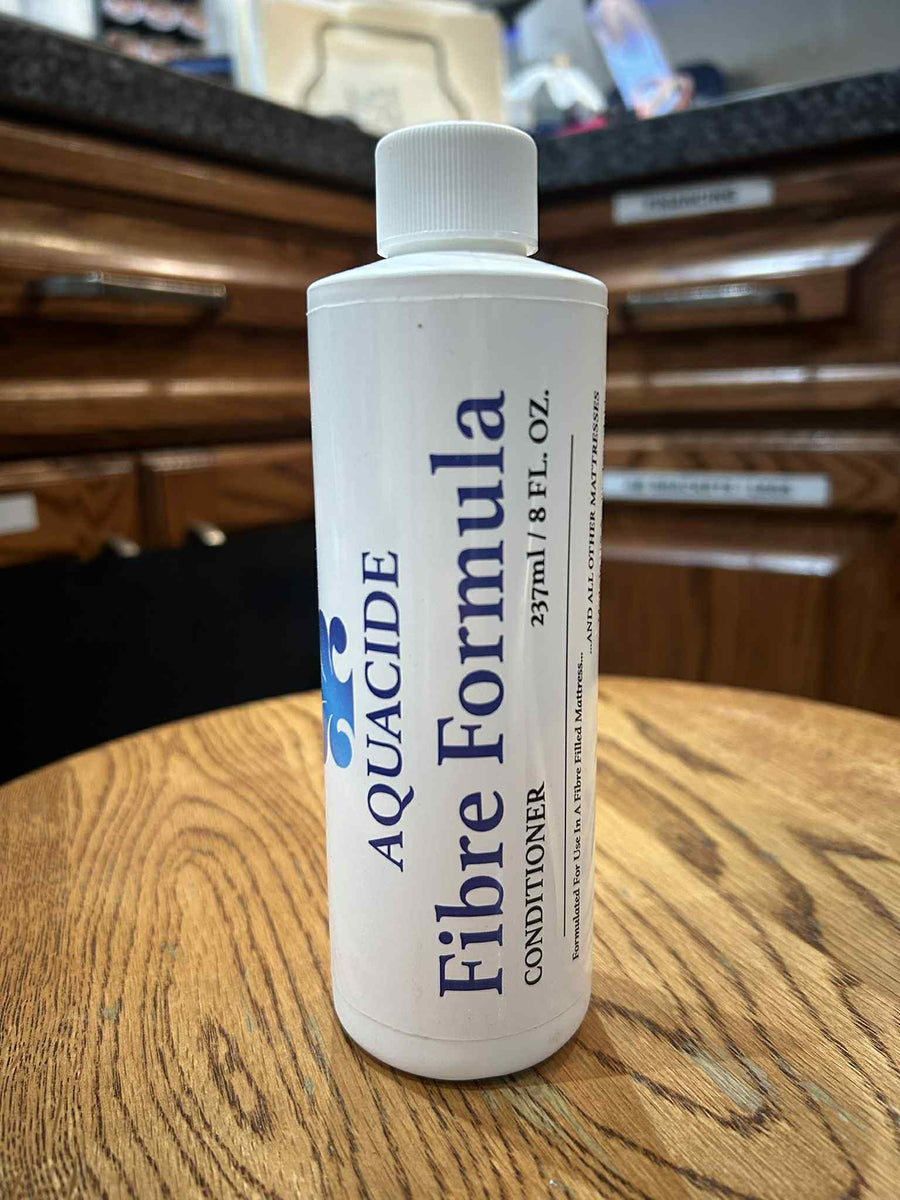 AQUACIDE
Fibre Formula
CONDITIONER 237ml / 8 FL. OZ.
Formulated For Use In A Fibre Filled Mattress...
...AND ALL OTHER MATTRESSES